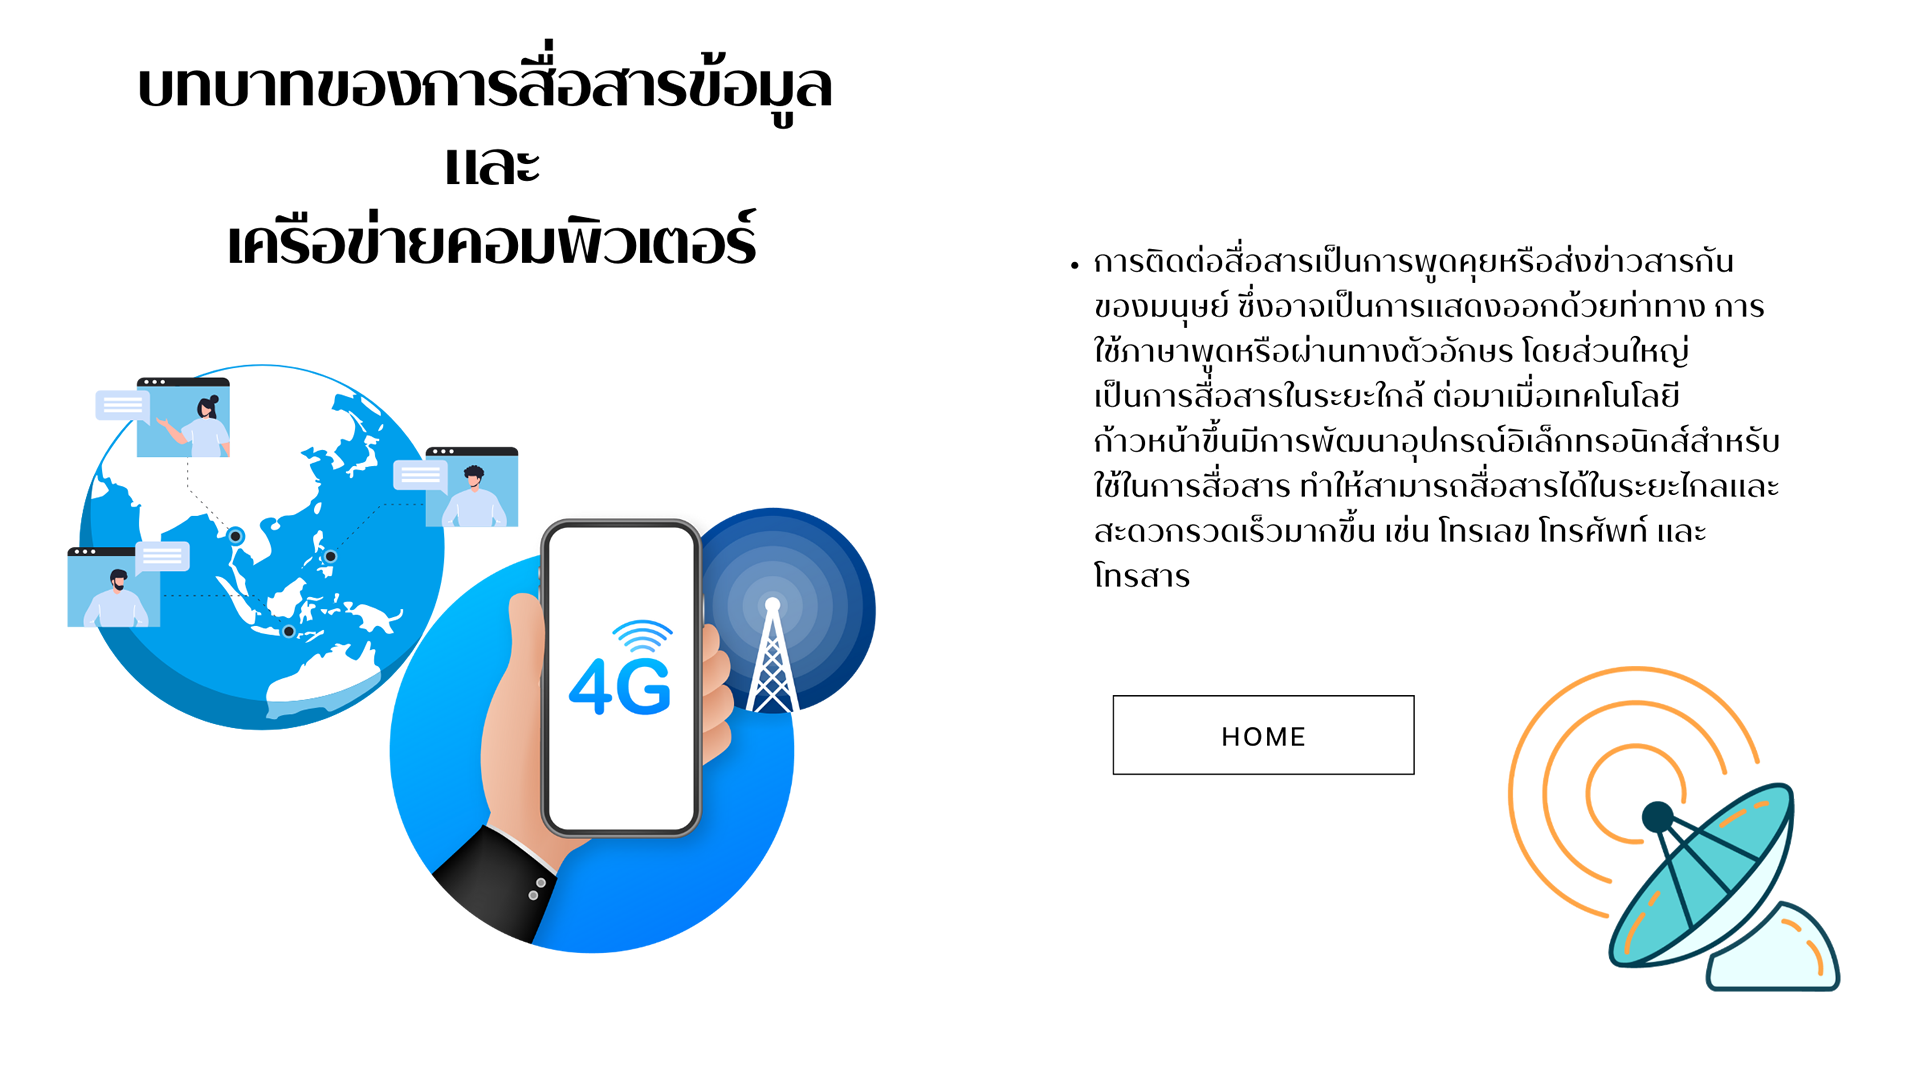 บทบาทของการสื่อสารข้อมูล
และ
เครือข่ายคอมพิวเตอร์
• การติดต่อสื่อสารเป็นการพูดคุยหรือส่งข่าวสารกัน
ของมนุษย์ ซึ่งอาจเป็นการแสดงออกด้วยท่าทาง การ
ใช้ภาษาพูดหรือผ่านทางตัวอักษร โดยส่วนใหญ่
เป็นการสื่อสารในระยะใกล้ ต่อมาเมื่อเทคโนโลยี
ก้าวหน้าขึ้นมีการพัฒนาอุปกรณ์อิเล็กทรอนิกส์สำหรับ
ใช้ในการสื่อสาร ทำให้สามารถสื่อสารได้ในระยะไกลและ
สะดวกรวดเร็วมากขึ้น เช่น โทรเลข โทรศัพท์ และ
โทรสาร
4G
HOME